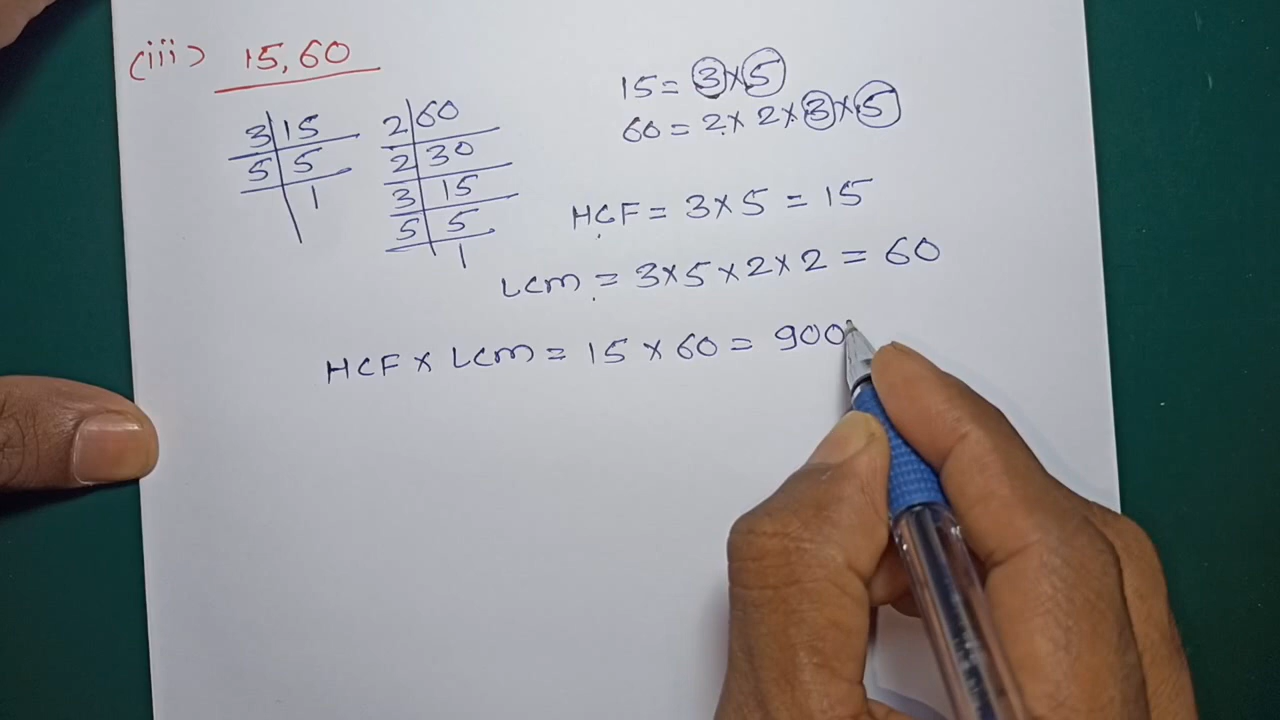 (iii) 15, 60
3 | 15
5 | 5
1
2 | 60
2 | 30
3 | 15
5 | 5
1
15 = 3 × 5
60 = 2 × 2 × 3 × 5
HCF = 3 × 5 = 15
LCM = 3 × 5 × 2 × 2 = 60
HCF × LCM = 15 × 60 = 900